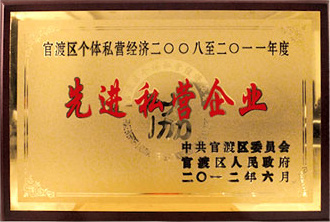 官渡区个体私营经济二〇〇八至二〇一一年度
先进私营企业
中共官渡区委员会
官渡区人民政府
二〇一二年六月